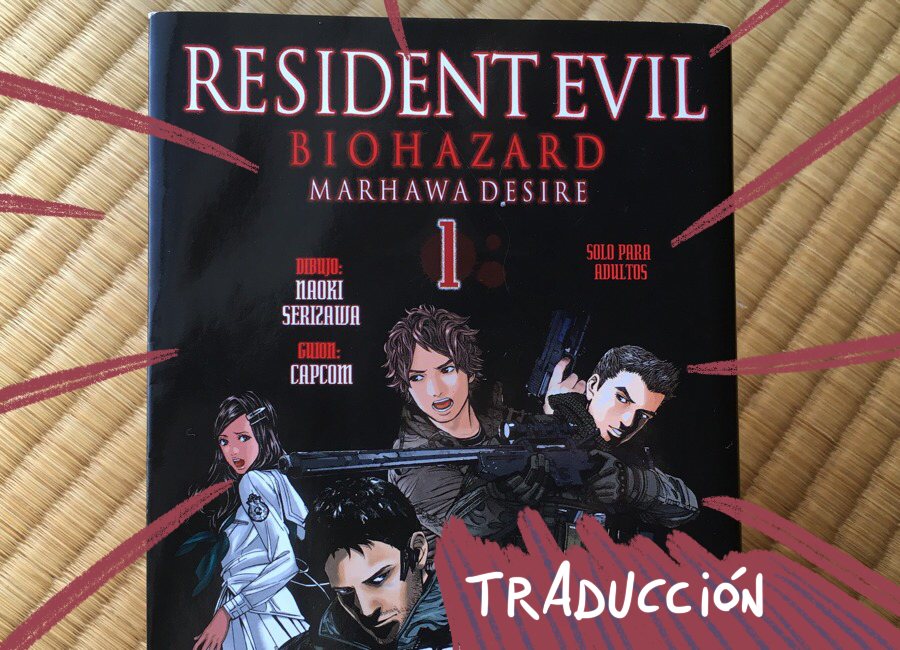 RESIDENT EVIL
BIOHAZARD
MARHAWA DESIRE
1
SOLO PARA
ADULTOS
DIBUJO:
NAOKI
SERIZAWA
GUION:
CAPCOM
TRADUCCIÓN